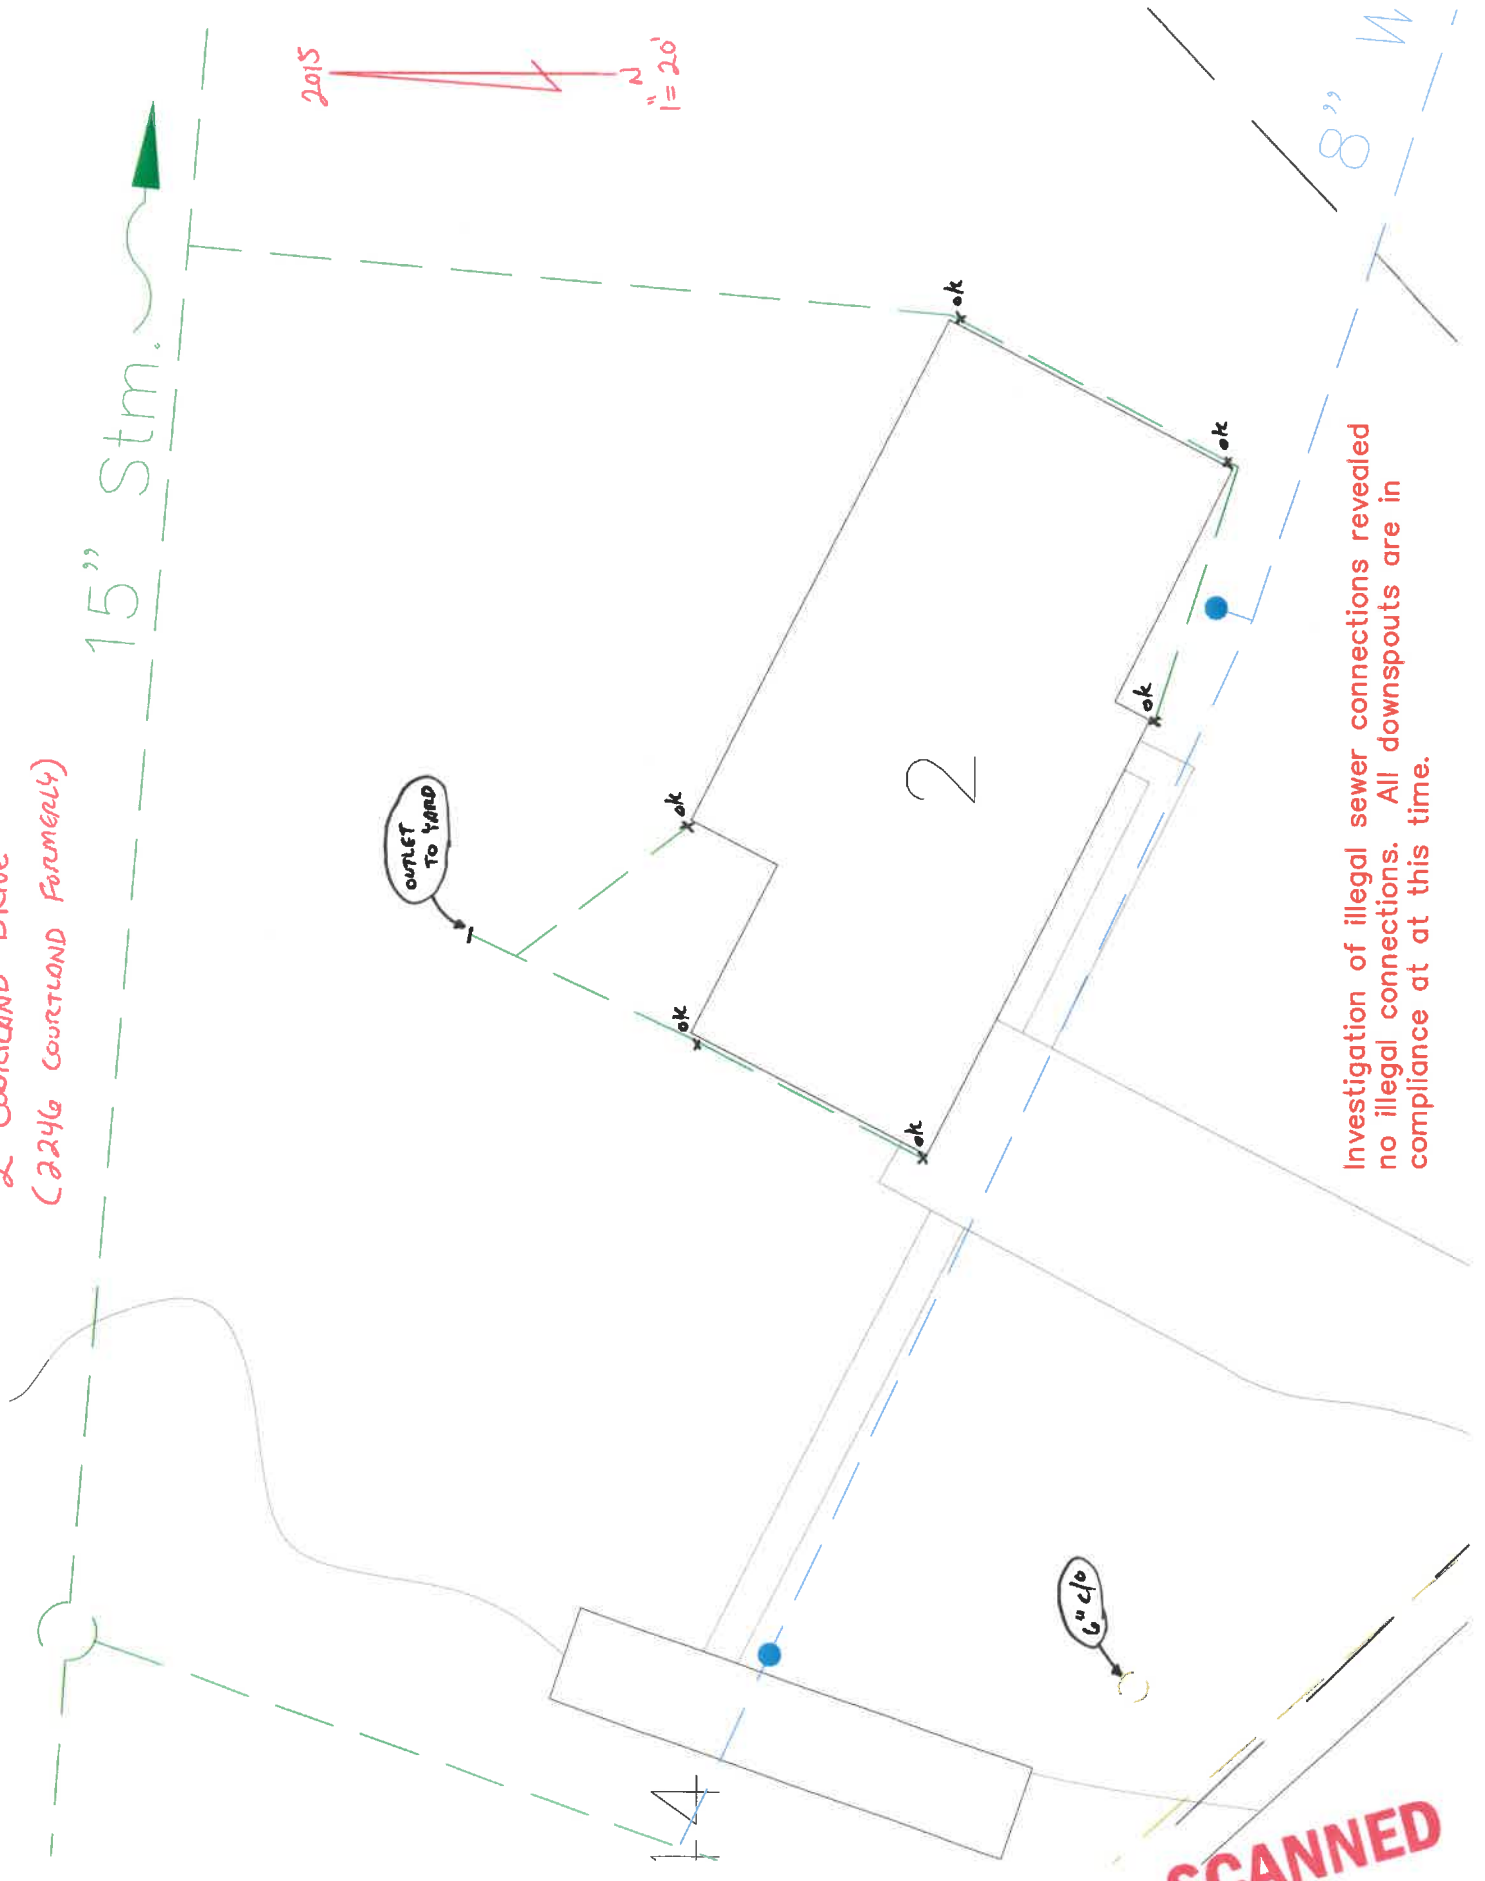 (2246 COURTLAND FORMERLY)
15" Stm.
2015
N
1" = 20'
OUTLET
TO YARD
ok
ok
ok
ok
ok
ok
2
14
6" c/o
8" W
Investigation of illegal sewer connections revealed
no illegal connections. All downspouts are in
compliance at at this time.
SCANNED